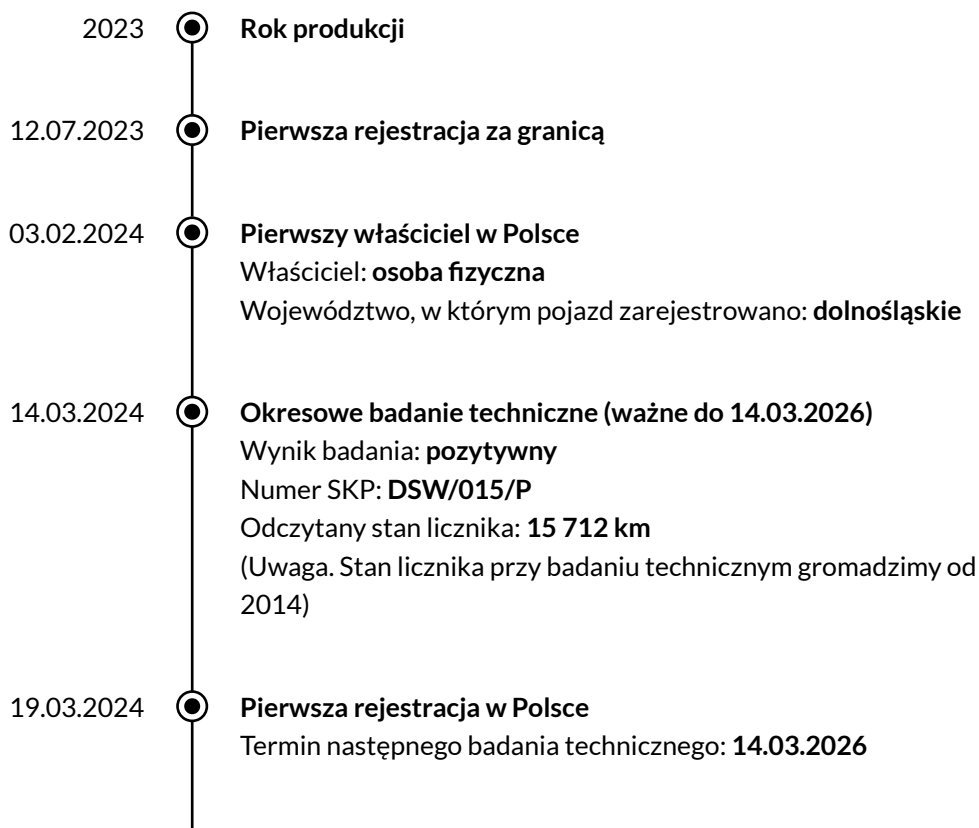 2023
Rok produkcji
12.07.2023
Pierwsza rejestracja za granicą
03.02.2024
Pierwszy właściciel w Polsce
Właściciel: osoba fizyczna
Województwo, w którym pojazd zarejestrowano: dolnośląskie
14.03.2024
Okresowe badanie techniczne (ważne do 14.03.2026)
Wynik badania: pozytywny
Numer SKP: DSW/015/P
Odczytany stan licznika: 15 712 km
(Uwaga. Stan licznika przy badaniu technicznym gromadzimy od
2014)
19.03.2024
Pierwsza rejestracja w Polsce
Termin następnego badania technicznego: 14.03.2026